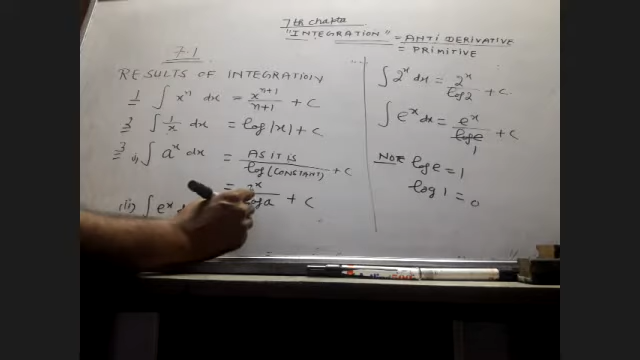 7th chapter
"INTEGRATION" = ANTI DERIVATIVE
= PRIMITIVE
7.1
RESULTS OF INTEGRATION
1 ∫ xⁿ dx = xⁿ⁺¹/n+1 + C
2 ∫ 1/x dx = log|x| + C
3 i) ∫ aˣ dx = AS IT IS/log(CONSTANT) + C
= aˣ/log a + C
(ii) ∫ eˣ d
∫ 2ˣ dx = 2ˣ/log 2 + C
∫ eˣ dx = eˣ/log e + C
1
NOTE log e = 1
log 1 = 0